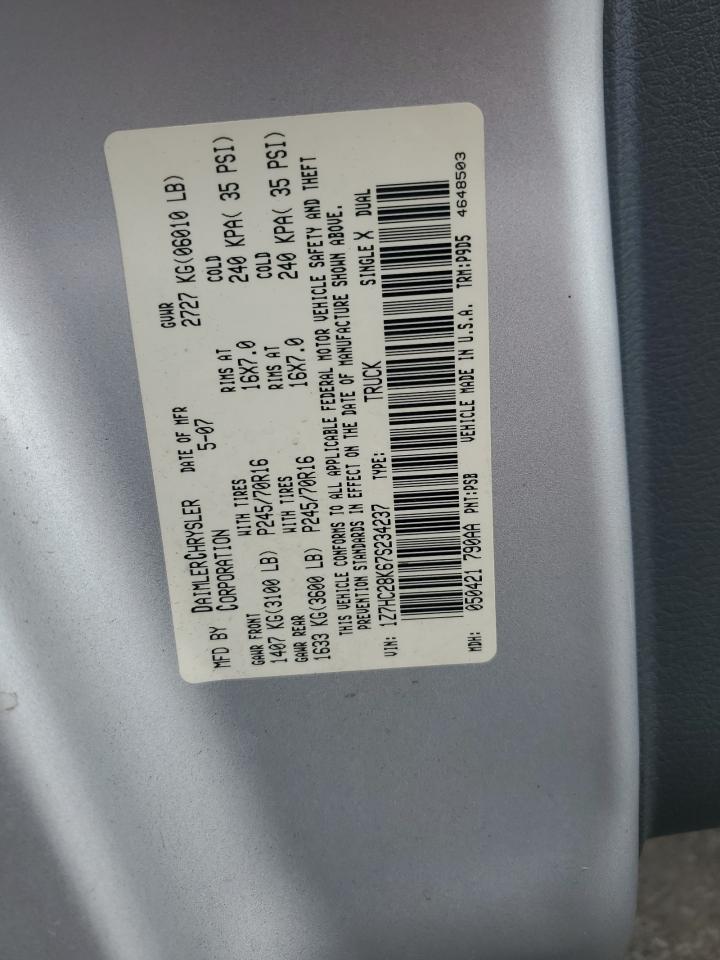 MFD BY DAIMLERCHRYSLER CORPORATION
DATE OF MFR 5-07
GVWR 2727 KG(06010 LB)
GAWR FRONT WITH TIRES RIMS AT COLD
1407 KG(3100 LB) P245/70R16 16X7.0 240 KPA( 35 PSI)
GAWR REAR WITH TIRES RIMS AT COLD
1633 KG(3600 LB) P245/70R16 16X7.0 240 KPA( 35 PSI)
THIS VEHICLE CONFORMS TO ALL APPLICABLE FEDERAL MOTOR VEHICLE SAFETY AND THEFT
PREVENTION STANDARDS IN EFFECT ON THE DATE OF MANUFACTURE SHOWN ABOVE.
VIN: 1Z7HC28K67S234237 TYPE: TRUCK SINGLE X DUAL
MDH: 050421 790AA PNT:PSB VEHICLE MADE IN U.S.A. TRM:P9D5 4648503